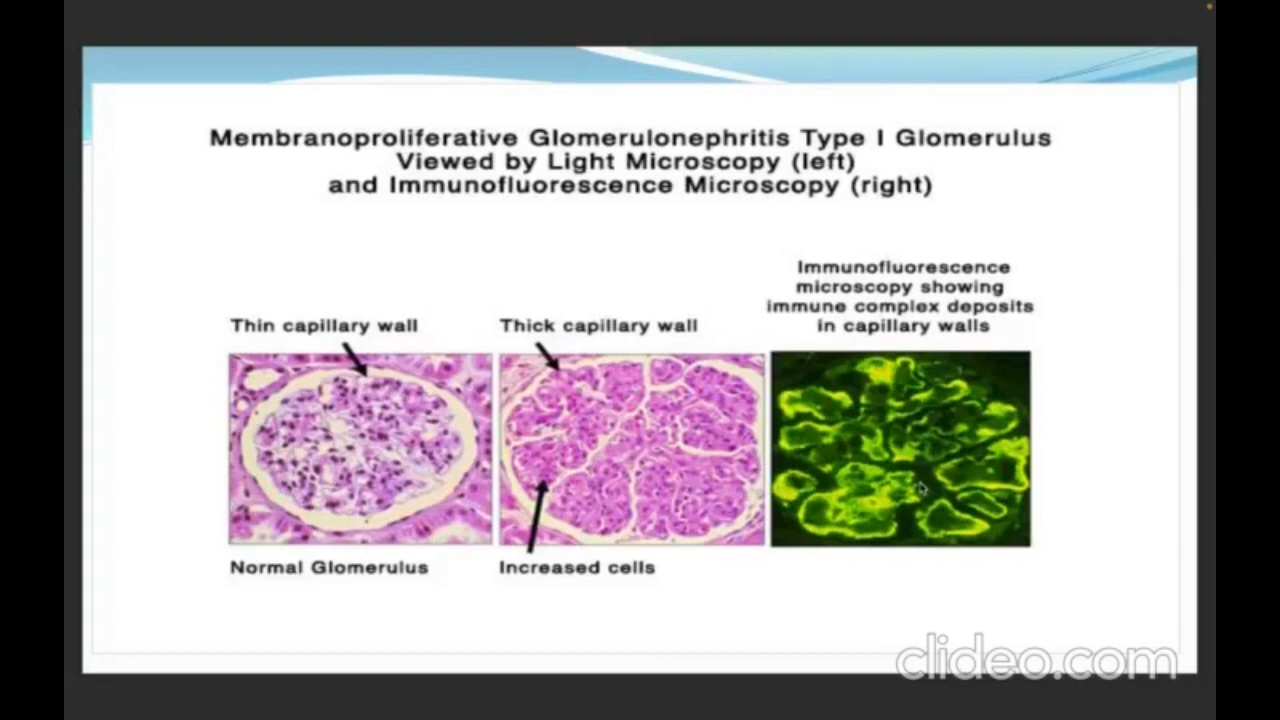 Membranoproliferative Glomerulonephritis Type I Glomerulus
Viewed by Light Microscopy (left)
and Immunofluorescence Microscopy (right)
Immunofluorescence
microscopy showing
immune complex deposits
in capillary walls
Thin capillary wall
Thick capillary wall
Normal Glomerulus
Increased cells
clideo.com